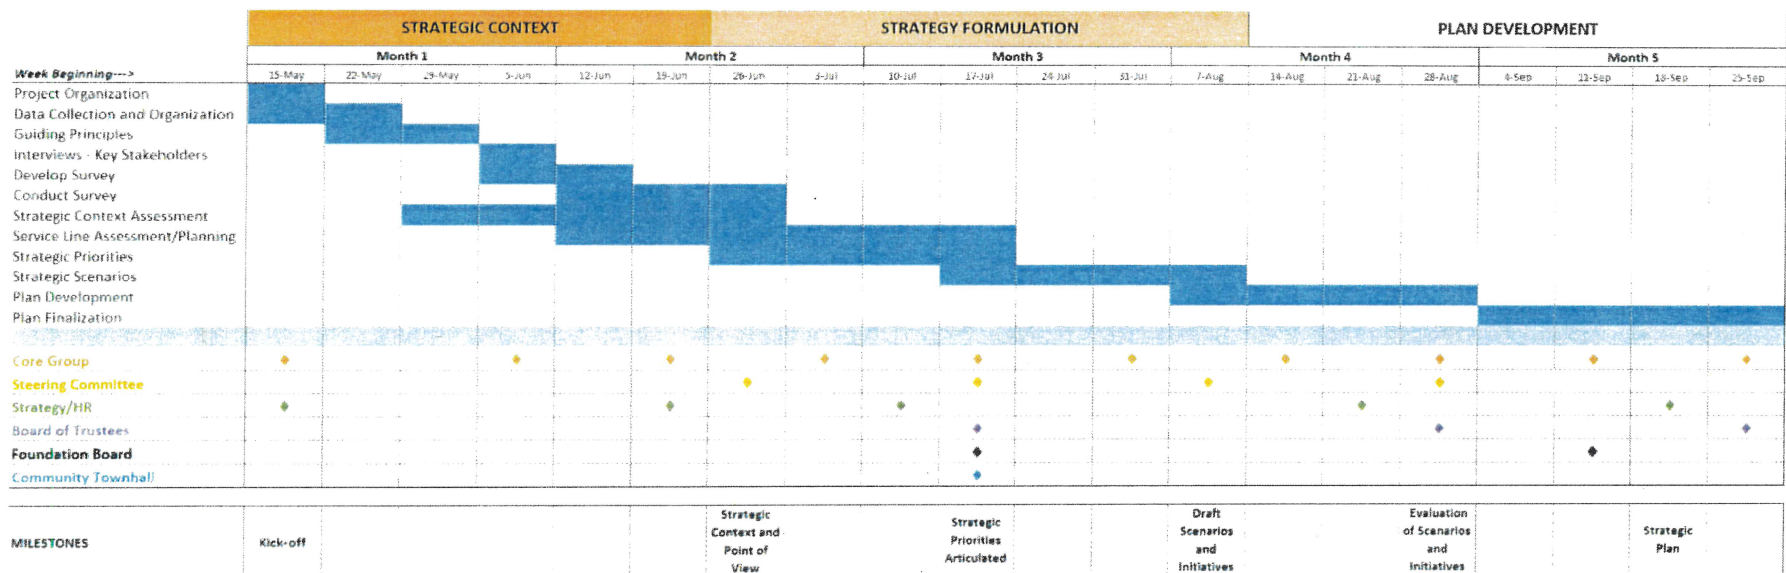 STRATEGIC CONTEXT STRATEGY FORMULATION PLAN DEVELOPMENT
Month 1 Month 2 Month 3 Month 4 Month 5
Week Beginning---> 15-May 22-May 29-May 5-Jun 12-Jun 19-Jun 26-Jun 3-Jul 10-Jul 17-Jul 24-Jul 31-Jul 7-Aug 14-Aug 21-Aug 28-Aug 4-Sep 11-Sep 18-Sep 25-Sep
Project Organization
Data Collection and Organization
Guiding Principles
Interviews - Key Stakeholders
Develop Survey
Conduct Survey
Strategic Context Assessment
Service Line Assessment/Planning
Strategic Priorities
Strategic Scenarios
Plan Development
Plan Finalization
Core Group
Steering Committee
Strategy/HR
Board of Trustees
Foundation Board
Community Townhall
MILESTONES
Kick-off
Strategic
Context and
Point of
View
Strategic
Priorities
Articulated
Draft
Scenarios
and
Initiatives
Evaluation
of Scenarios
and
Initiatives
Strategic
Plan